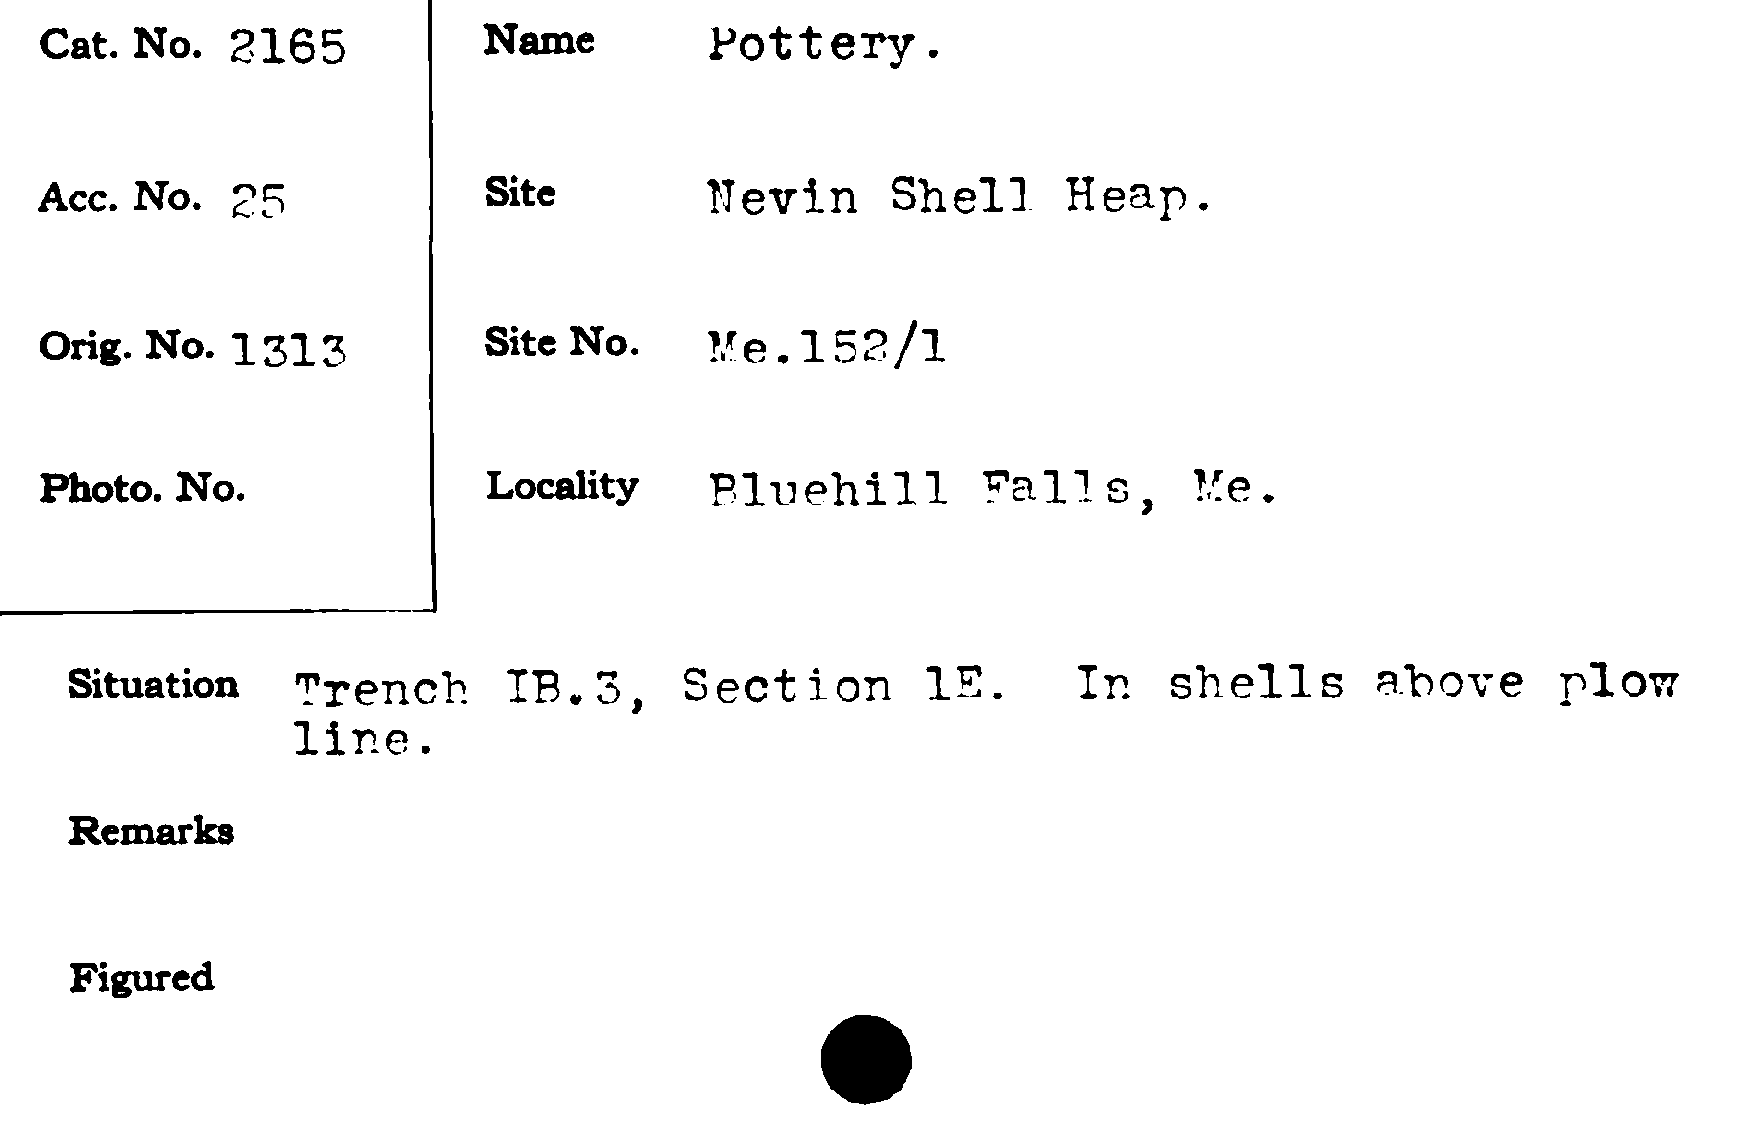 Cat. No. 2165
Name Pottery.
Acc. No. 25
Site Nevin Shell Heap.
Orig. No. 1313
Site No. Me.152/1
Photo. No.
Locality Bluehill Falls, Me.
Situation Trench IB.3, Section 1E. In shells above plow
line.
Remarks
Figured